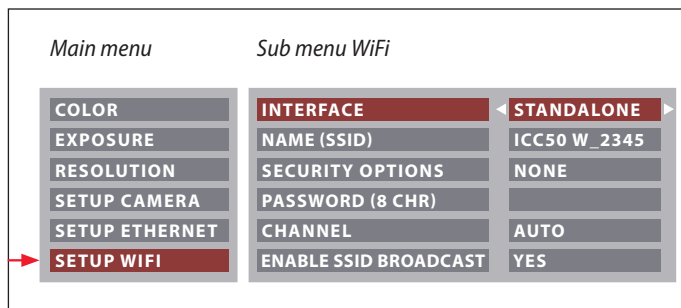 Main menu
Sub menu WiFi
COLOR
EXPOSURE
RESOLUTION
SETUP CAMERA
SETUP ETHERNET
SETUP WIFI
INTERFACE STANDALONE
NAME (SSID) ICC50 W_2345
SECURITY OPTIONS NONE
PASSWORD (8 CHR)
CHANNEL AUTO
ENABLE SSID BROADCAST YES